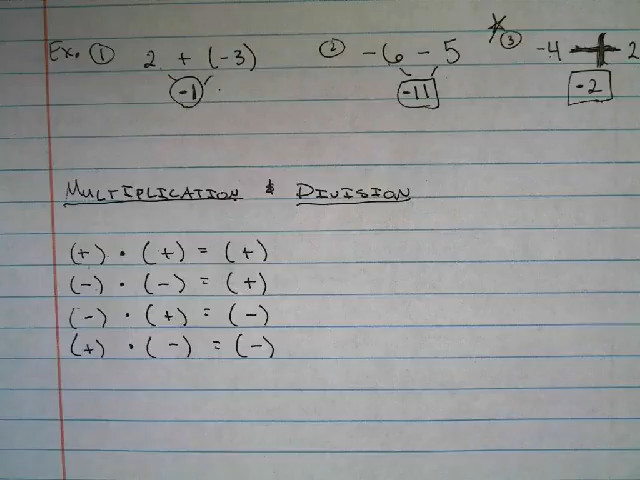 Ex. ① 2 + (-3) ② -6 - 5 ★ ③ -4 + 2
-1 -11 -2
MULTIPLICATION & DIVISION
(+) · (+) = (+)
(-) · (-) = (+)
(-) · (+) = (-)
(+) · (-) = (-)